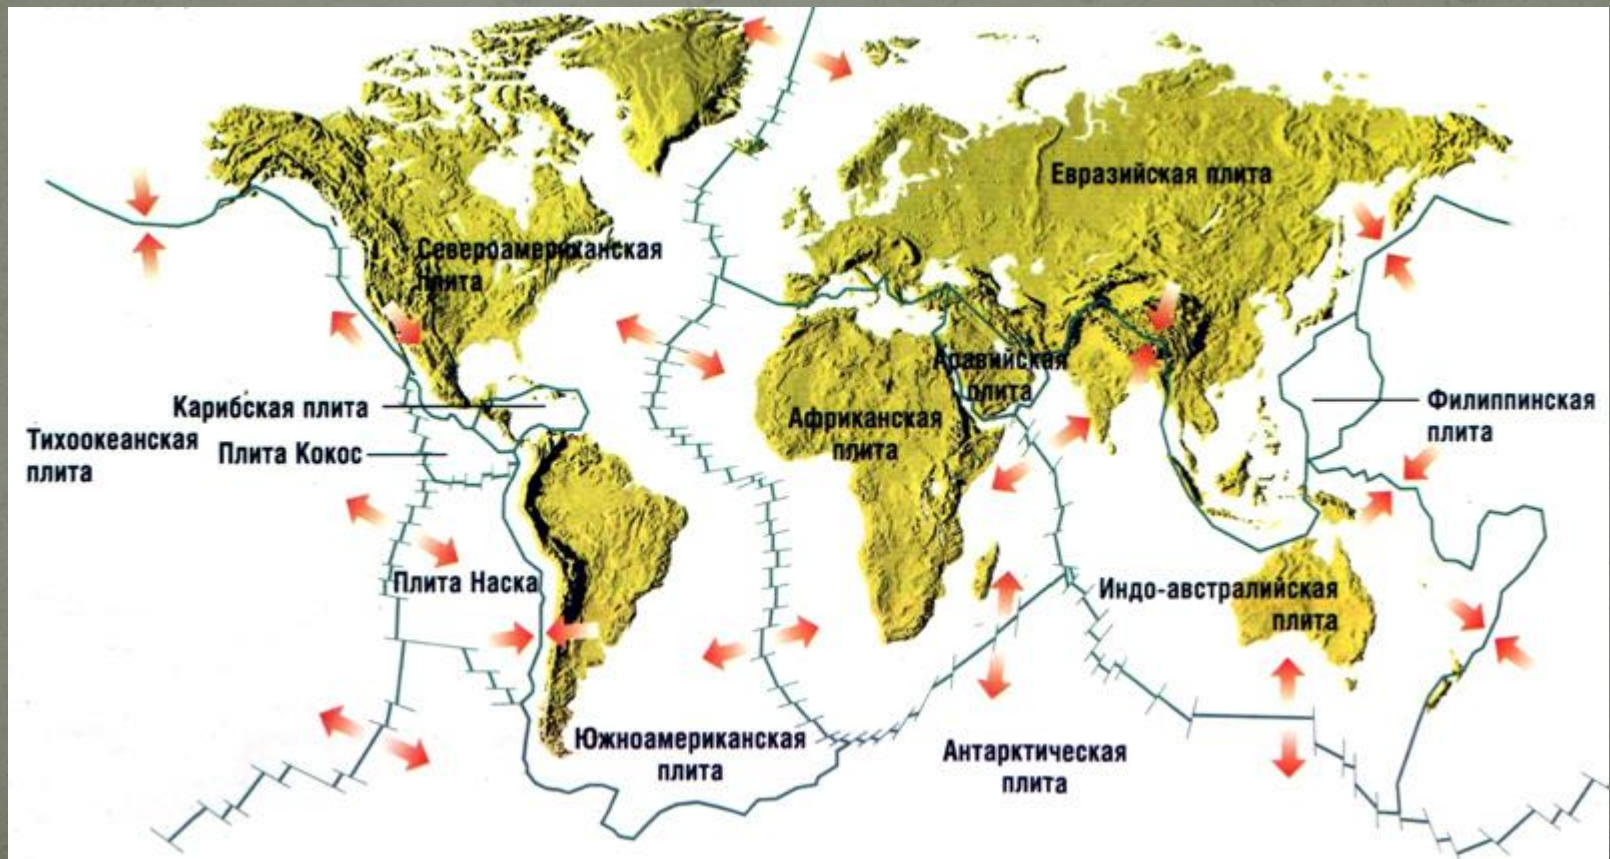 Евразийская плита
Североамериканская
плита
Аравийская
плита
Карибская плита
Африканская
плита
Филиппинская
плита
Тихоокеанская
плита
Плита Кокос
Плита Наска
Индо-австралийская
плита
Южноамериканская
плита
Антарктическая
плита